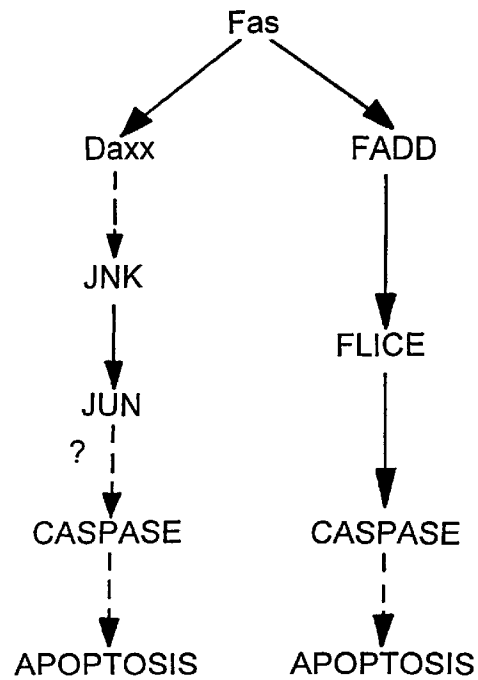 Fas
Daxx FADD
JNK
FLICE
JUN
?
CASPASE CASPASE
APOPTOSIS APOPTOSIS